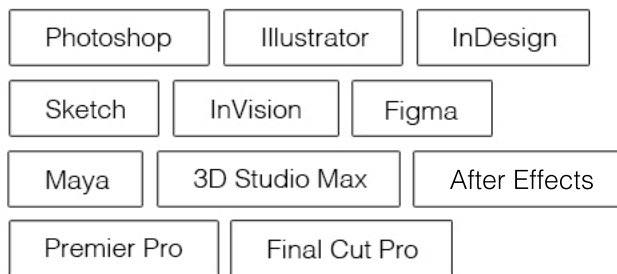 Photoshop Illustrator InDesign
Sketch InVision Figma
Maya 3D Studio Max After Effects
Premier Pro Final Cut Pro